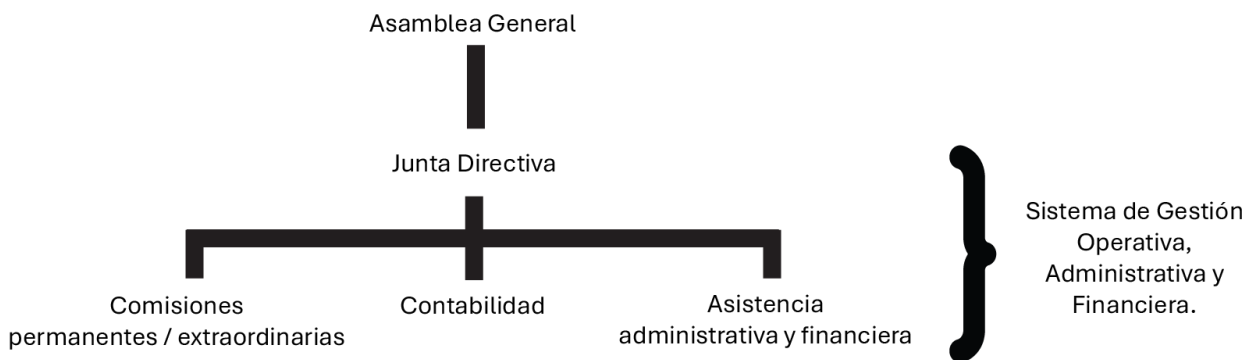 Asamblea General
Junta Directiva
Comisiones
permanentes / extraordinarias
Contabilidad
Asistencia
administrativa y financiera
Sistema de Gestión
Operativa,
Administrativa y
Financiera.